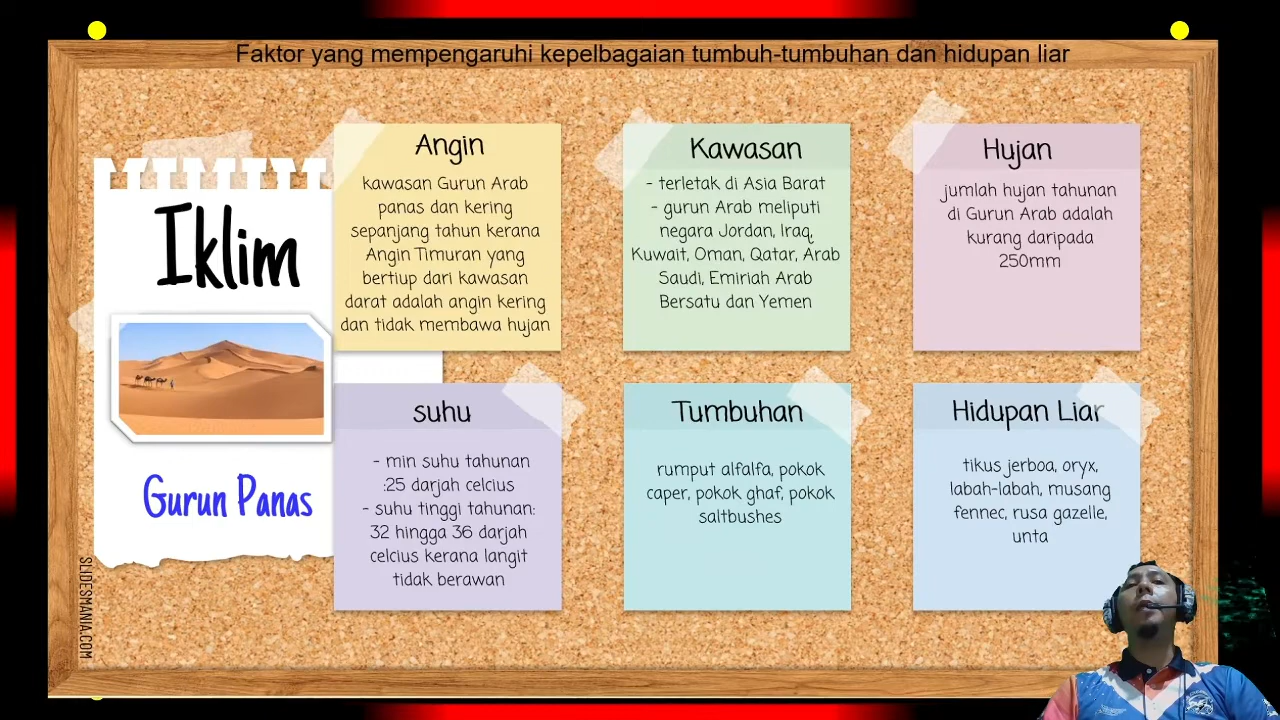 Faktor yang mempengaruhi kepelbagaian tumbuh-tumbuhan dan hidupan liar
Iklim
Gurun Panas
Angin
kawasan Gurun Arab
panas dan kering
sepanjang tahun kerana
Angin Timuran yang
bertiup dari kawasan
darat adalah angin kering
dan tidak membawa hujan
Kawasan
- terletak di Asia Barat
- gurun Arab meliputi
negara Jordan, Iraq,
Kuwait, Oman, Qatar, Arab
Saudi, Emiriah Arab
Bersatu dan Yemen
Hujan
jumlah hujan tahunan
di Gurun Arab adalah
kurang daripada
250mm
suhu
- min suhu tahunan
:25 darjah celcius
- suhu tinggi tahunan:
32 hingga 36 darjah
celcius kerana langit
tidak berawan
Tumbuhan
rumput alfalfa, pokok
caper, pokok ghaf, pokok
saltbushes
Hidupan Liar
tikus jerboa, oryx,
labah-labah, musang
fennec, rusa gazelle,
unta
SLIDESMANIA.COM